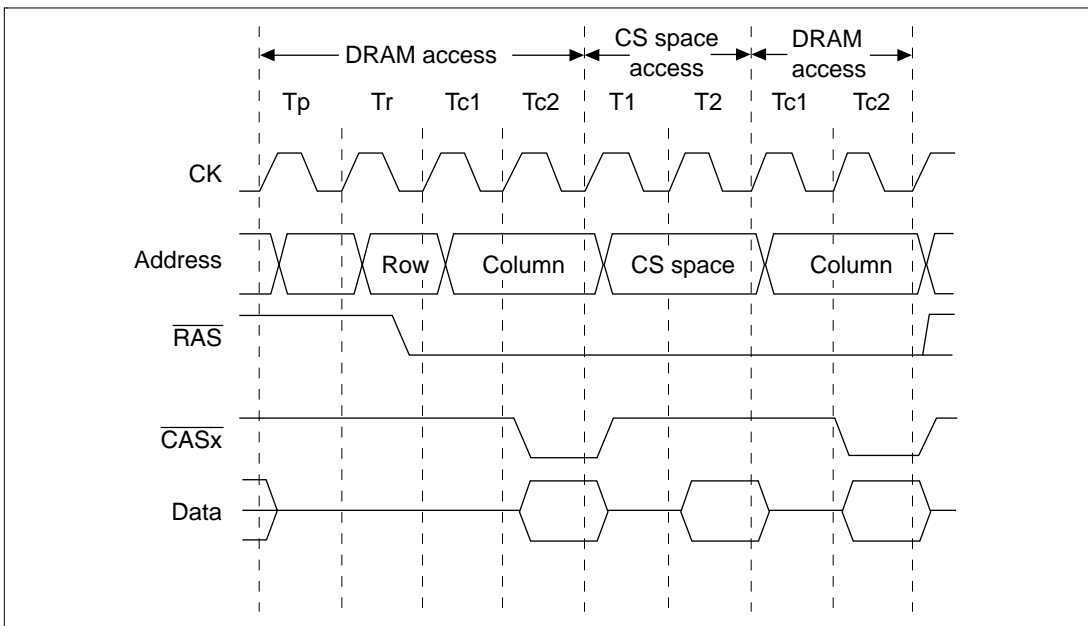 DRAM access
CS space
access
DRAM
access
Tp Tr Tc1 Tc2 T1 T2 Tc1 Tc2
CK
Address Row Column CS space Column
RAS
CASx
Data